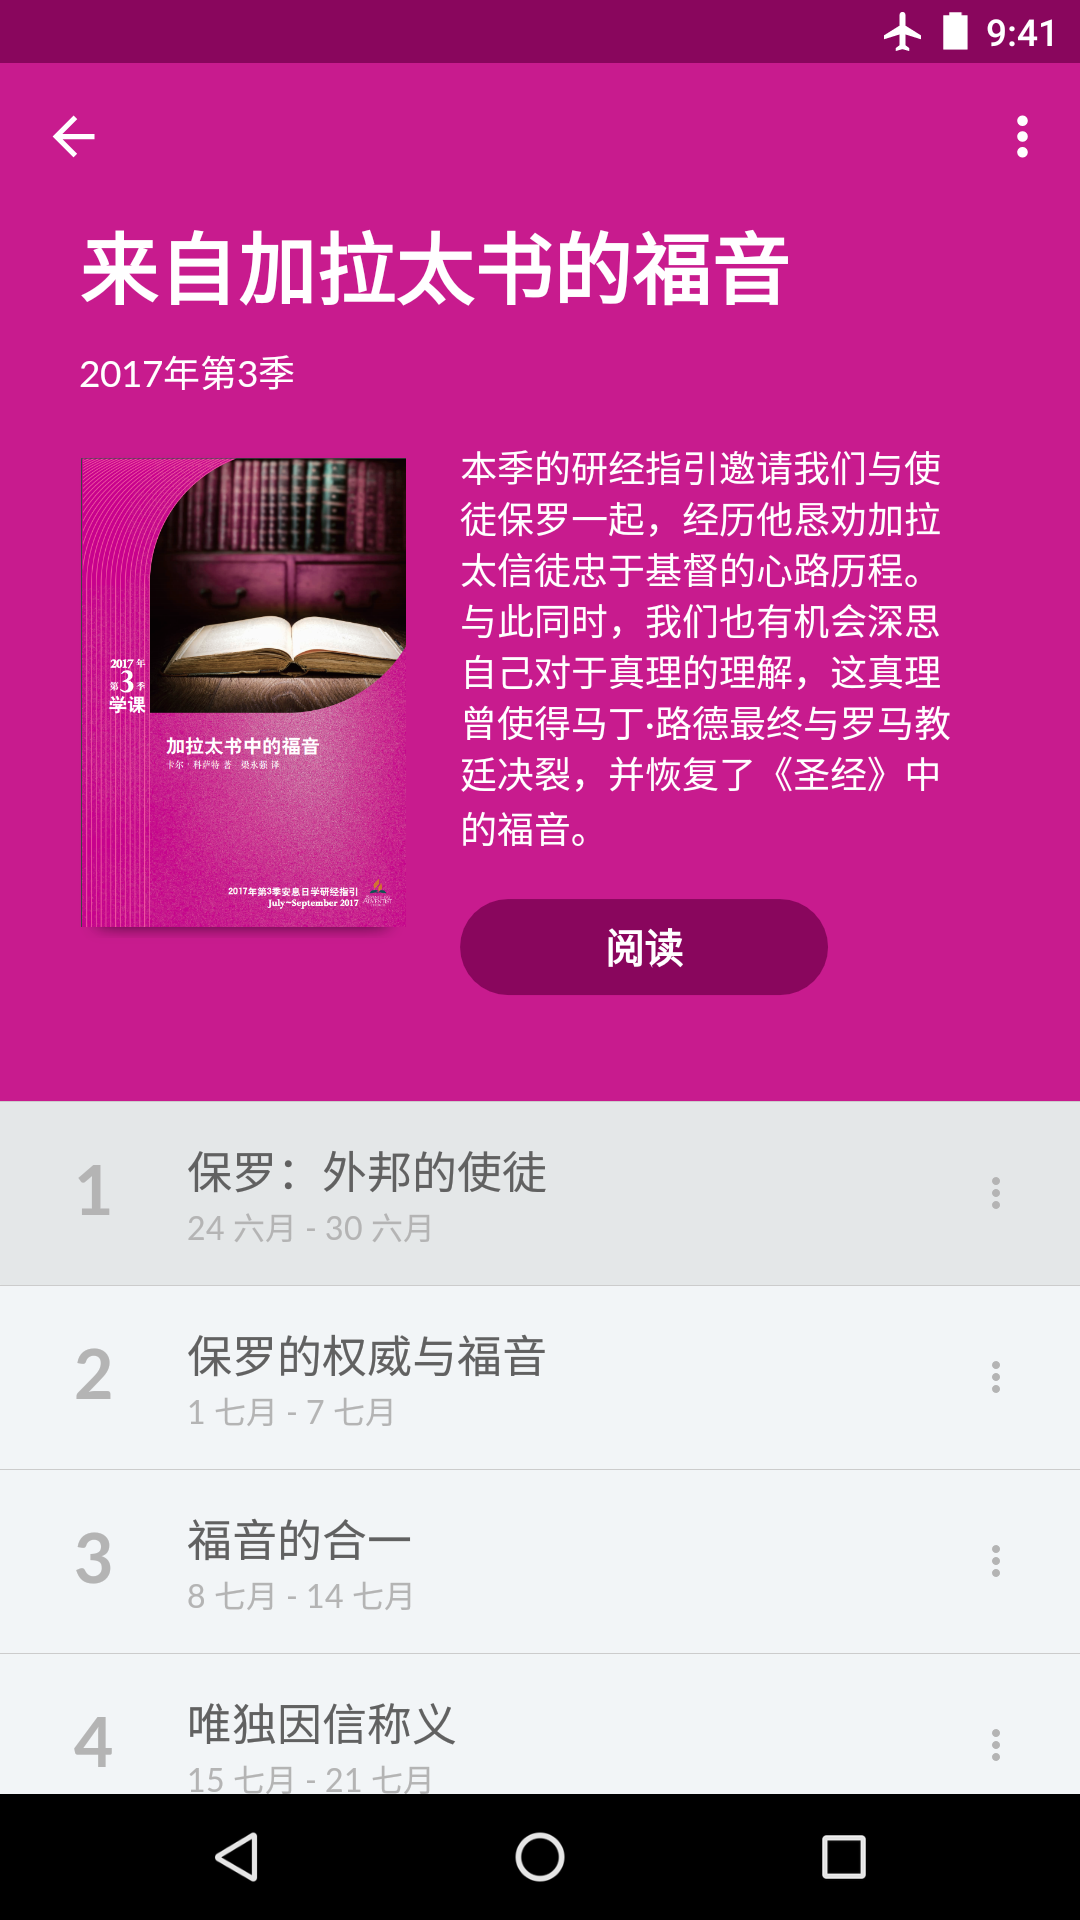 9:41
来自加拉太书的福音
2017年第3季
本季的研经指引邀请我们与使
徒保罗一起，经历他恳劝加拉
太信徒忠于基督的心路历程。
与此同时，我们也有机会深思
自己对于真理的理解，这真理
曾使得马丁·路德最终与罗马教
廷决裂，并恢复了《圣经》中
的福音。
阅读
2017 年
第3季
学课
加拉太书中的福音
卡尔·科萨特 著 梁永强 译
2017年第3季安息日学研经指引
July~September 2017
1
保罗：外邦的使徒
24 六月 - 30 六月
2
保罗的权威与福音
1 七月 - 7 七月
3
福音的合一
8 七月 - 14 七月
4
唯独因信称义
15 七月 - 21 七月